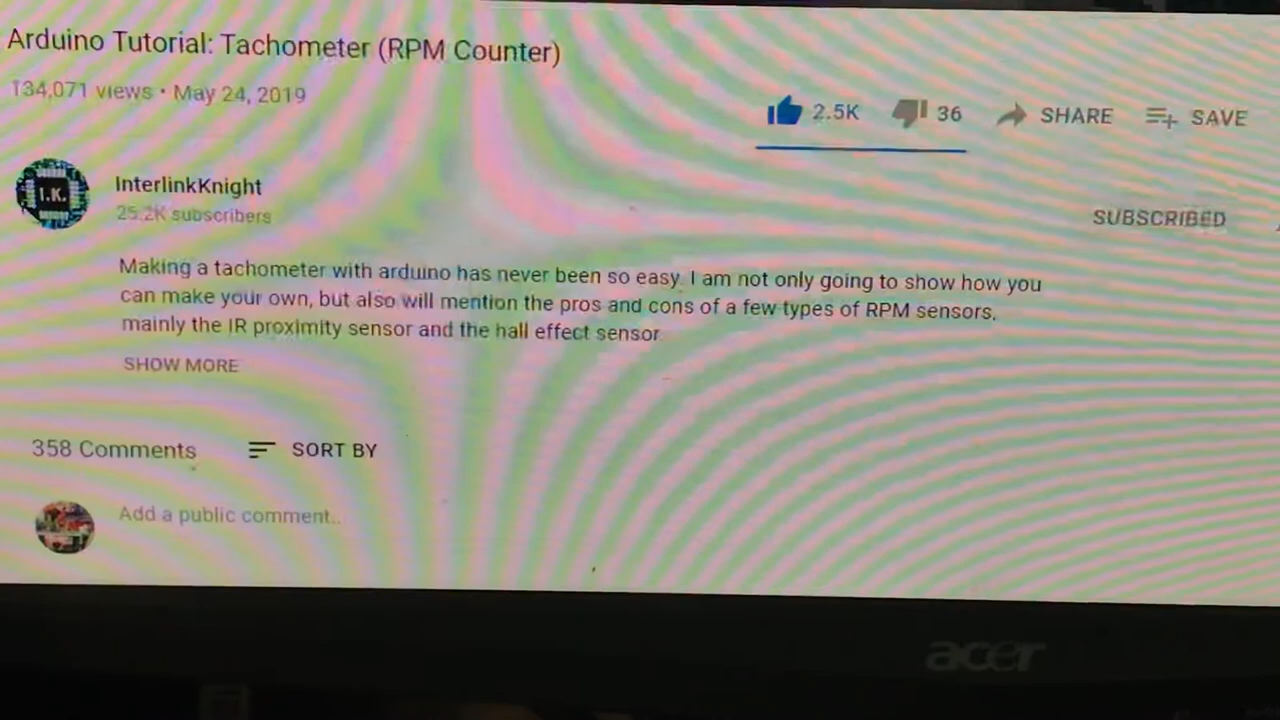 Arduino Tutorial: Tachometer (RPM Counter)
134,071 views • May 24, 2019
2.5K 36 SHARE SAVE
I.K.
InterlinkKnight
25.2K subscribers
SUBSCRIBED
Making a tachometer with arduino has never been so easy. I am not only going to show how you
can make your own, but also will mention the pros and cons of a few types of RPM sensors,
mainly the IR proximity sensor and the hall effect sensor.
SHOW MORE
358 Comments SORT BY
Add a public comment...
acer